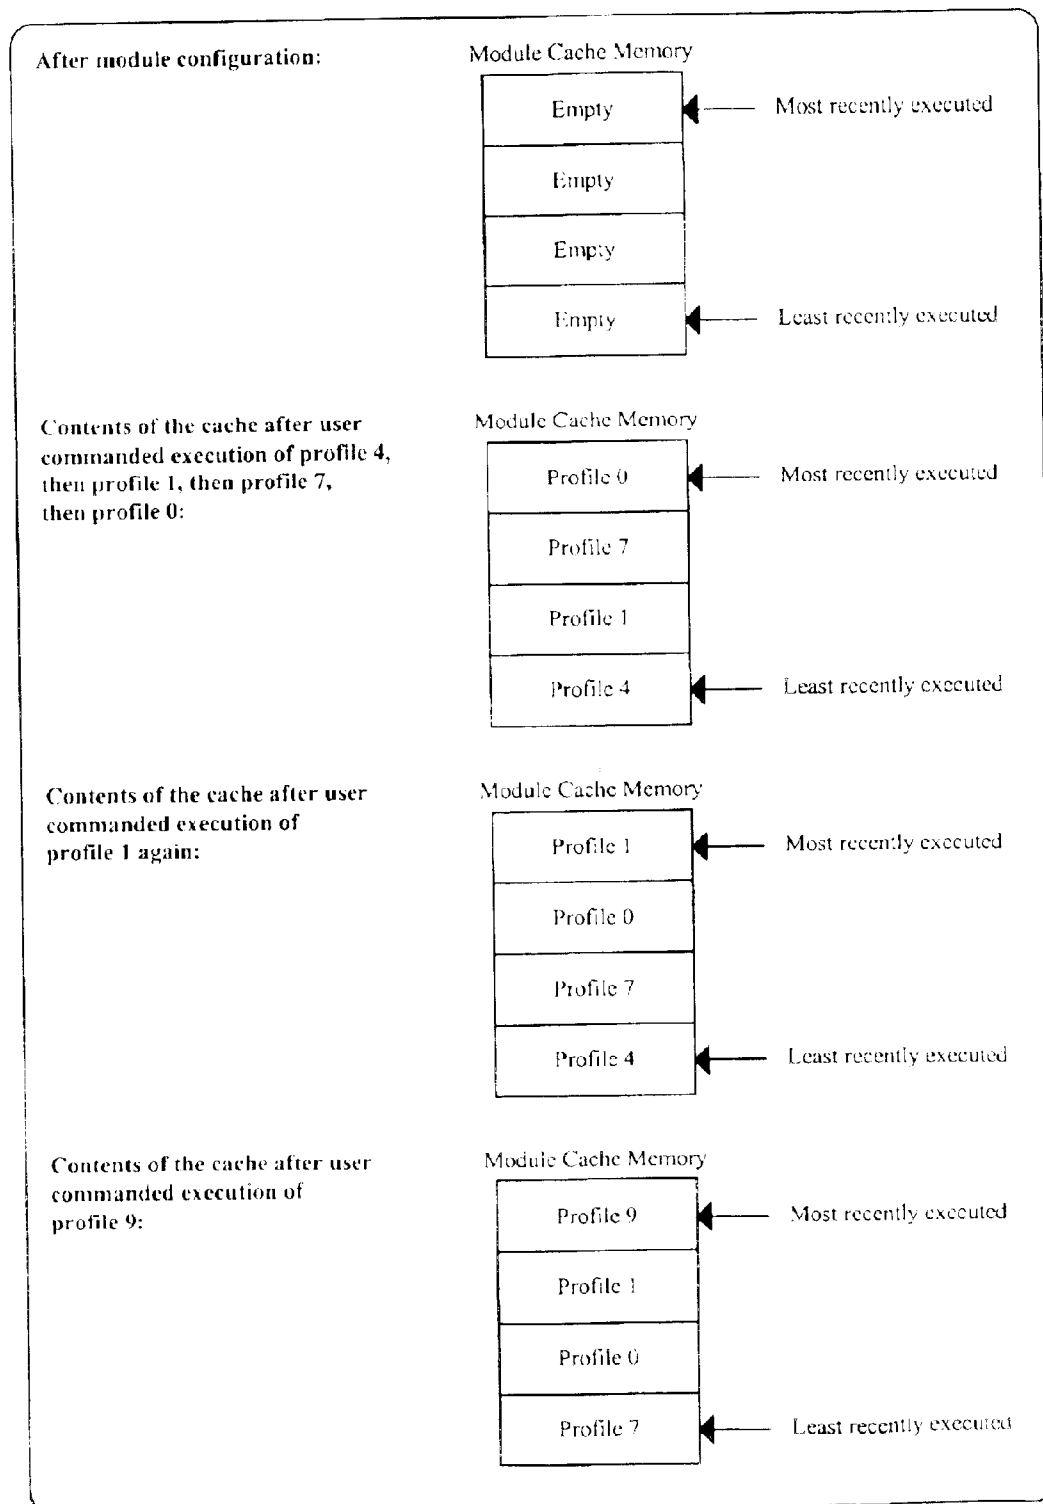 After module configuration:
Module Cache Memory
Empty
Most recently executed
Empty
Empty
Empty
Least recently executed
Contents of the cache after user
commanded execution of profile 4,
then profile 1, then profile 7,
then profile 0:
Module Cache Memory
Profile 0
Most recently executed
Profile 7
Profile 1
Profile 4
Least recently executed
Contents of the cache after user
commanded execution of
profile 1 again:
Module Cache Memory
Profile 1
Most recently executed
Profile 0
Profile 7
Profile 4
Least recently executed
Contents of the cache after user
commanded execution of
profile 9:
Module Cache Memory
Profile 9
Most recently executed
Profile 1
Profile 0
Profile 7
Least recently executed